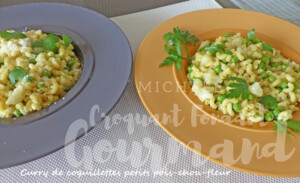 MICH
Croquant Fondant
Gourmand
Curry de coquillettes petits pois-chou-fleur